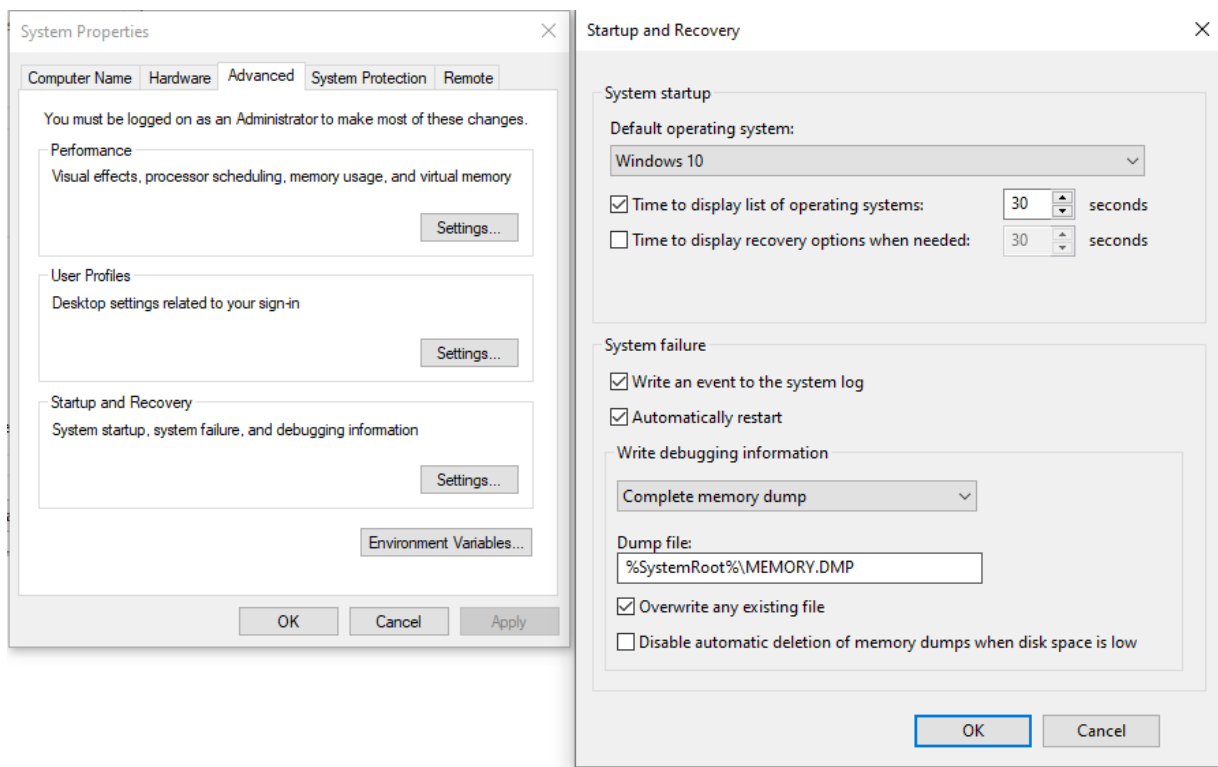 System Properties
Computer Name Hardware Advanced System Protection Remote
You must be logged on as an Administrator to make most of these changes.
Performance
Visual effects, processor scheduling, memory usage, and virtual memory
Settings...
User Profiles
Desktop settings related to your sign-in
Settings...
Startup and Recovery
System startup, system failure, and debugging information
Settings...
Environment Variables...
OK Cancel Apply
Startup and Recovery
System startup
Default operating system:
Windows 10
Time to display list of operating systems: 30 seconds
Time to display recovery options when needed: 30 seconds
System failure
Write an event to the system log
Automatically restart
Write debugging information
Complete memory dump
Dump file:
%SystemRoot%\MEMORY.DMP
Overwrite any existing file
Disable automatic deletion of memory dumps when disk space is low
OK Cancel